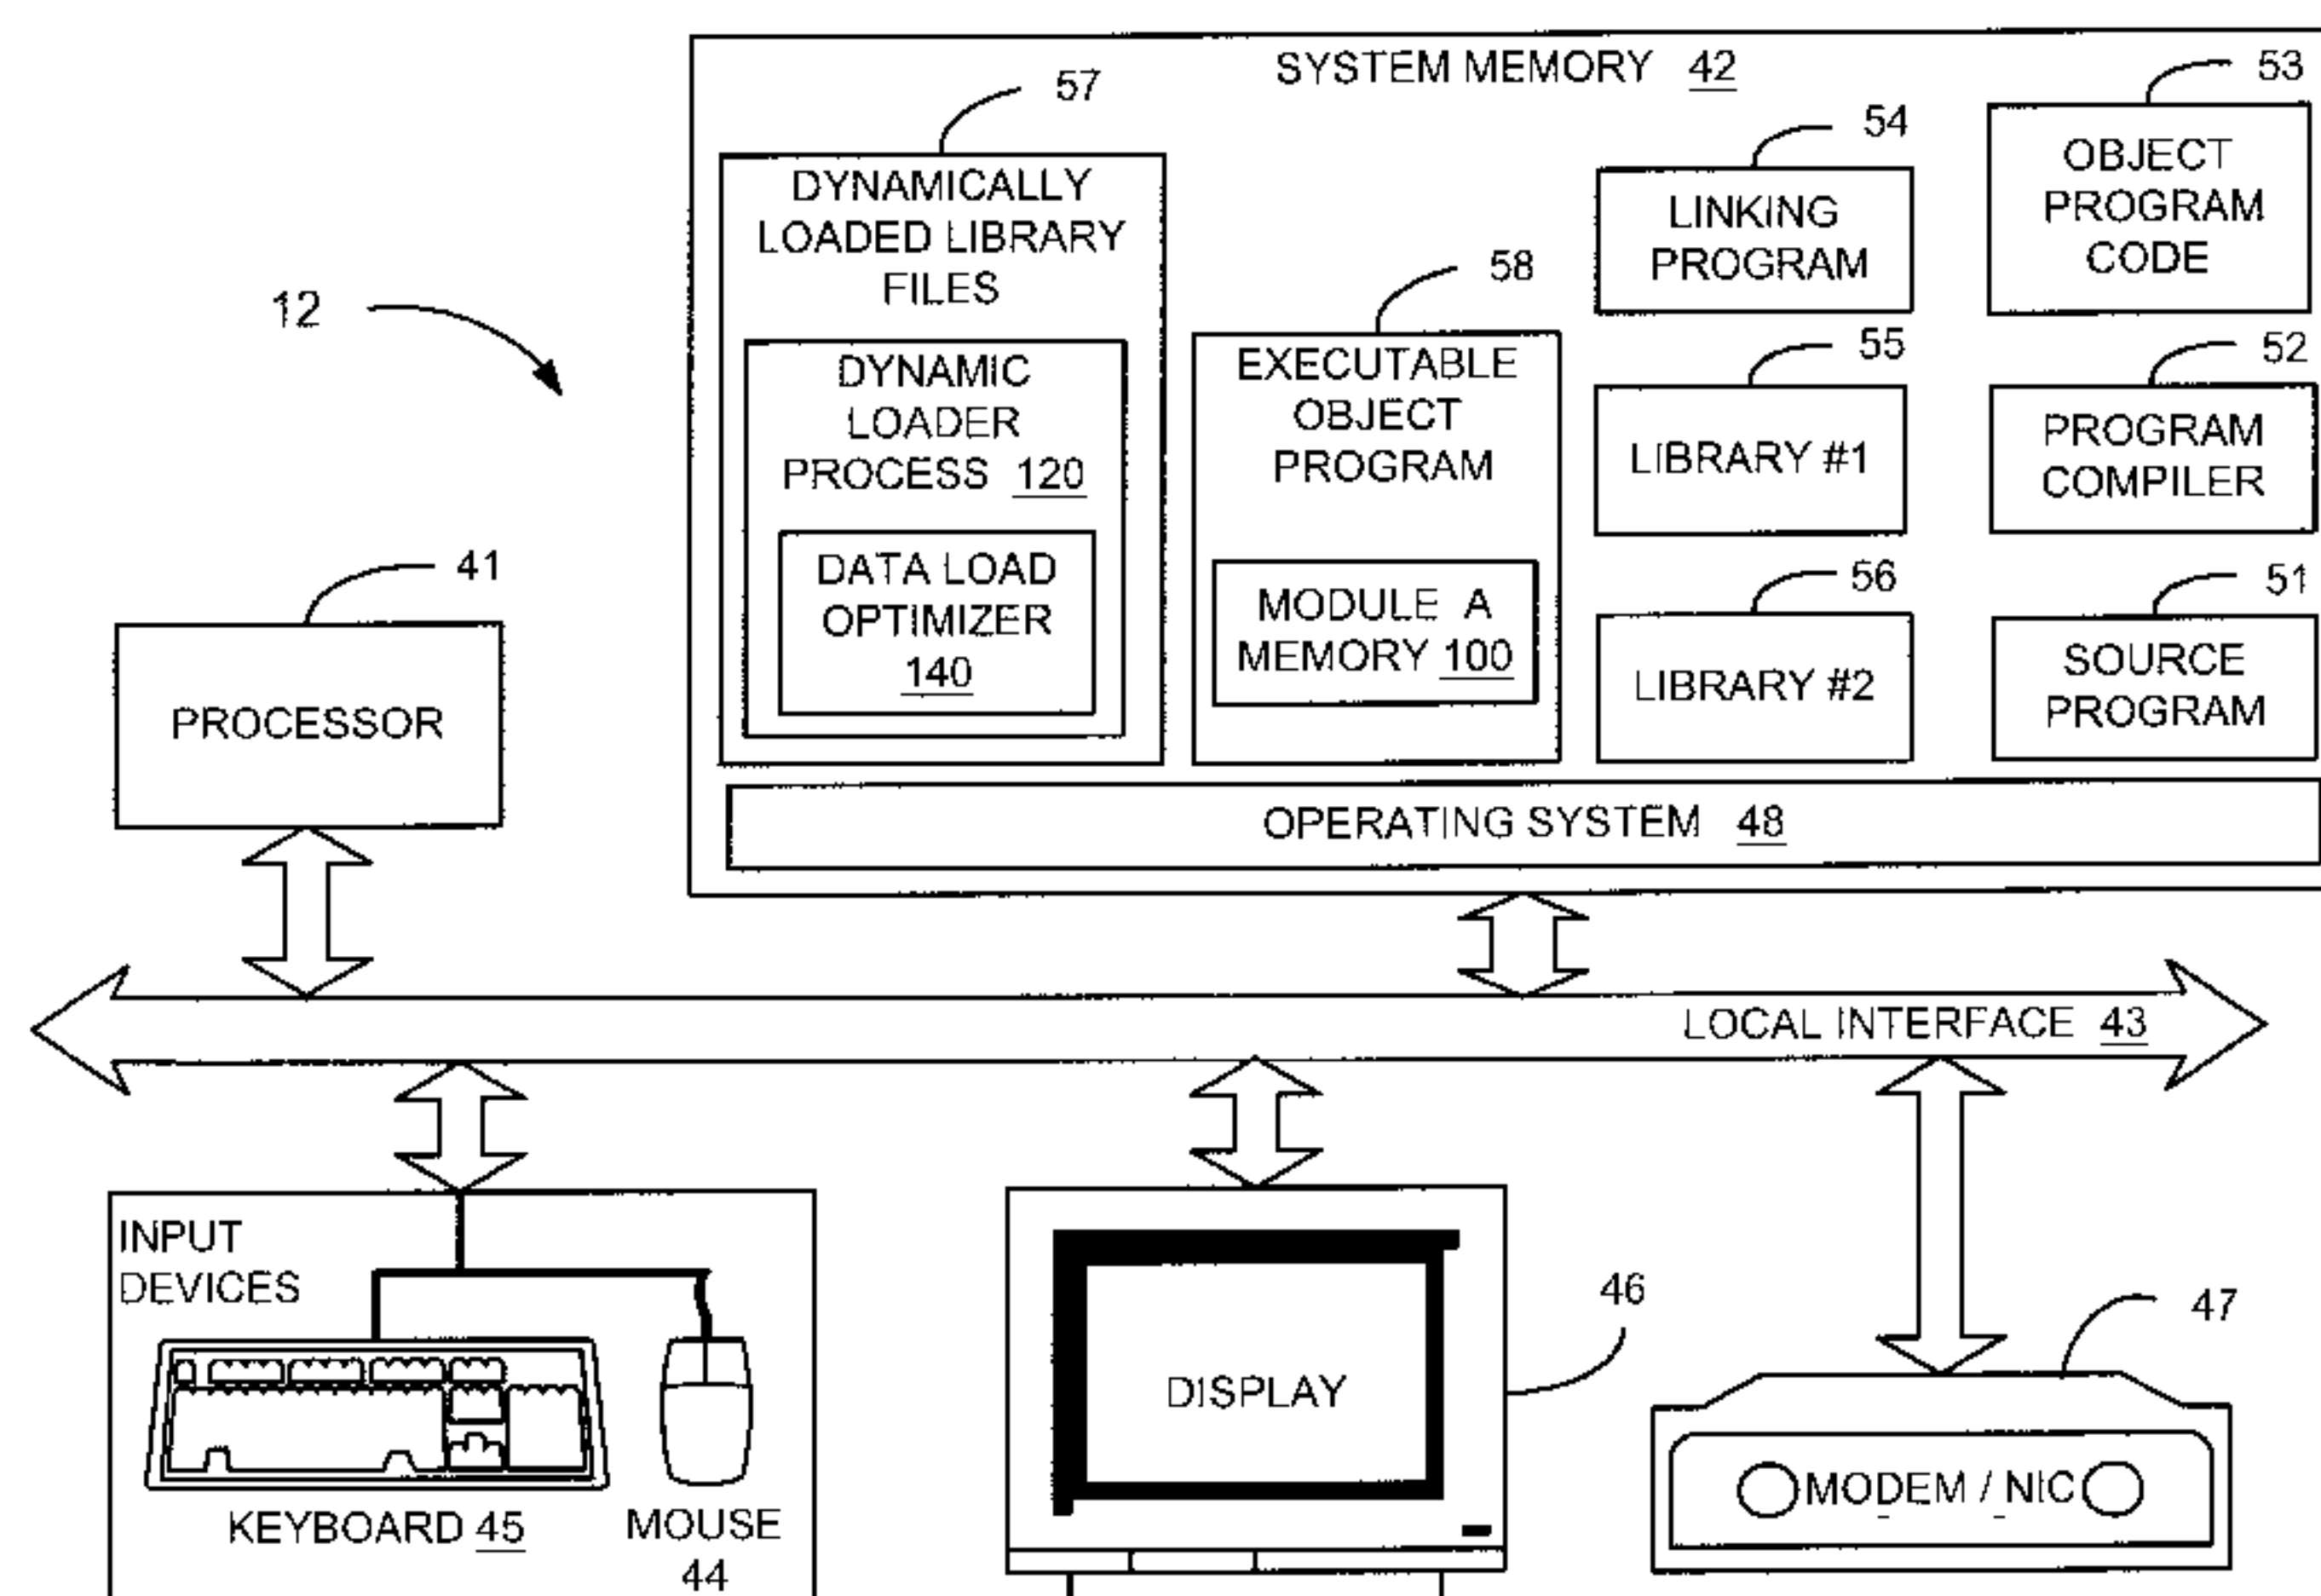 SYSTEM MEMORY 42
57
DYNAMICALLY
LOADED LIBRARY
FILES
DYNAMIC
LOADER
PROCESS 120
DATA LOAD
OPTIMIZER
140
58
EXECUTABLE
OBJECT
PROGRAM
MODULE A
MEMORY 100
54
LINKING
PROGRAM
53
OBJECT
PROGRAM
CODE
55
LIBRARY #1
52
PROGRAM
COMPILER
56
LIBRARY #2
51
SOURCE
PROGRAM
OPERATING SYSTEM 48
12
41
PROCESSOR
LOCAL INTERFACE 43
INPUT
DEVICES
KEYBOARD 45
MOUSE
44
DISPLAY
46
47
MODEM / NIC